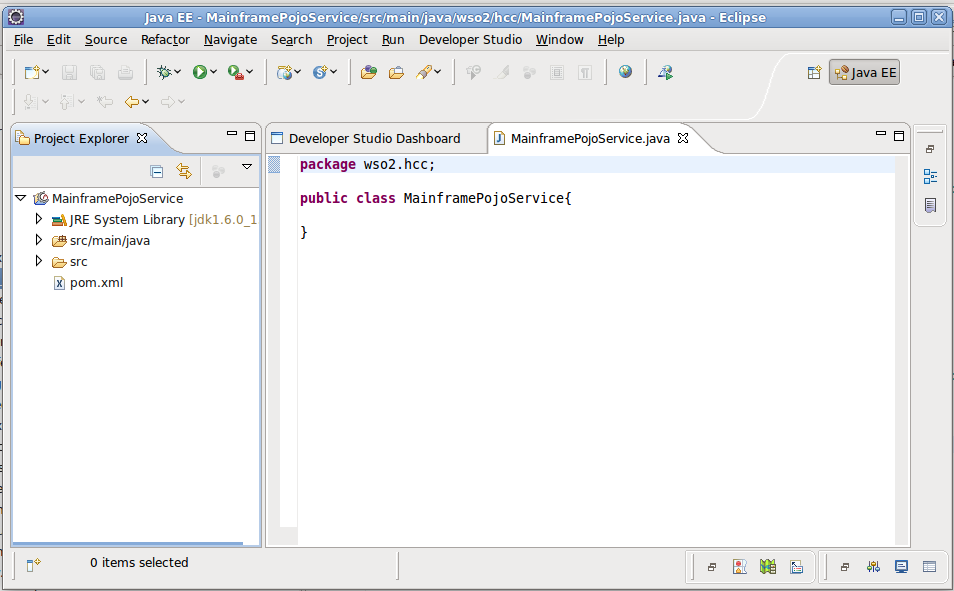 Java EE - MainframePojoService/src/main/java/wso2/hcc/MainframePojoService.java - Eclipse
File Edit Source Refactor Navigate Search Project Run Developer Studio Window Help
Java EE
Project Explorer
Developer Studio Dashboard
MainframePojoService.java
MainframePojoService
JRE System Library [jdk1.6.0_1
src/main/java
src
pom.xml
package wso2.hcc;
public class MainframePojoService{
}
0 items selected